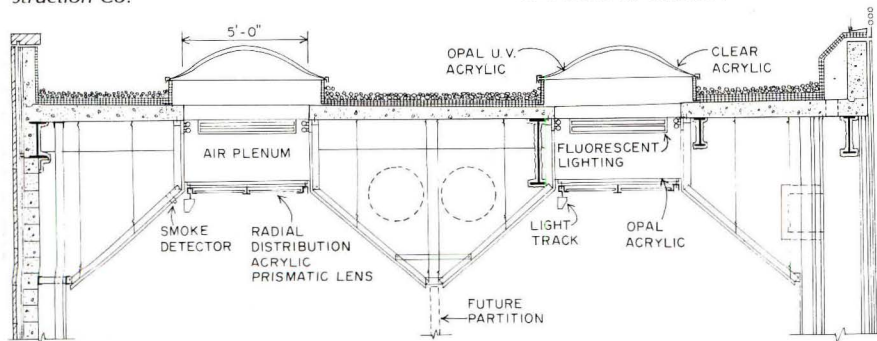 struction Co.
5'-0"
OPAL U.V.
ACRYLIC
CLEAR
ACRYLIC
AIR PLENUM
FLUORESCENT
LIGHTING
SMOKE
DETECTOR
RADIAL
DISTRIBUTION
ACRYLIC
PRISMATIC LENS
LIGHT
TRACK
OPAL
ACRYLIC
FUTURE
PARTITION